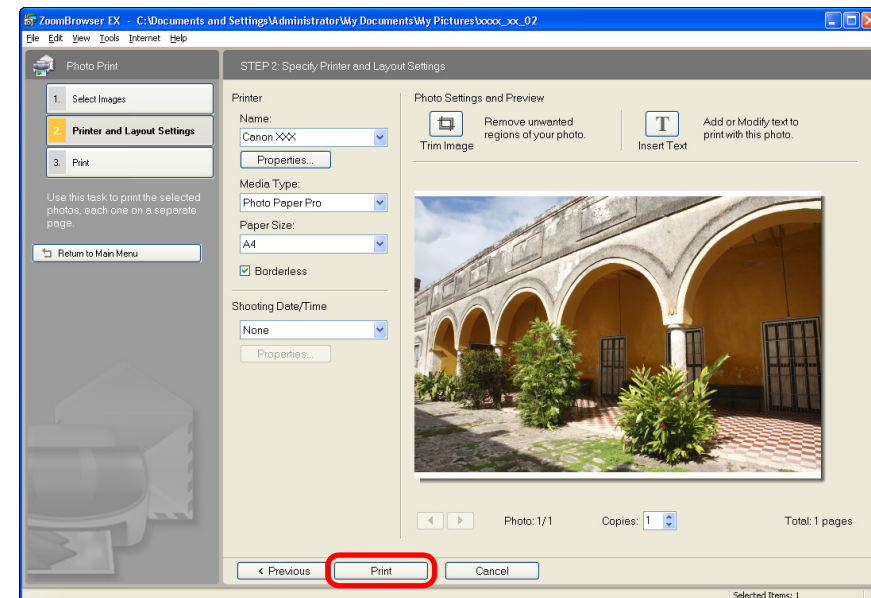 ZoomBrowser EX - C:\Documents and Settings\Administrator\My Documents\My Pictures\xxxx_xx_02
File Edit View Tools Internet Help
Photo Print
STEP 2: Specify Printer and Layout Settings
1. Select Images
2. Printer and Layout Settings
3. Print
Use this task to print the selected
photos, each one on a separate
page.
Return to Main Menu
Printer
Name:
Canon XXX
Properties...
Media Type:
Photo Paper Pro
Paper Size:
A4
Borderless
Shooting Date/Time
None
Properties...
Photo Settings and Preview
Trim Image
Remove unwanted
regions of your photo.
T
Insert Text
Add or Modify text to
print with this photo.
Photo: 1/1
Copies: 1
Total: 1 pages
< Previous
Print
Cancel
Selected Items: 1